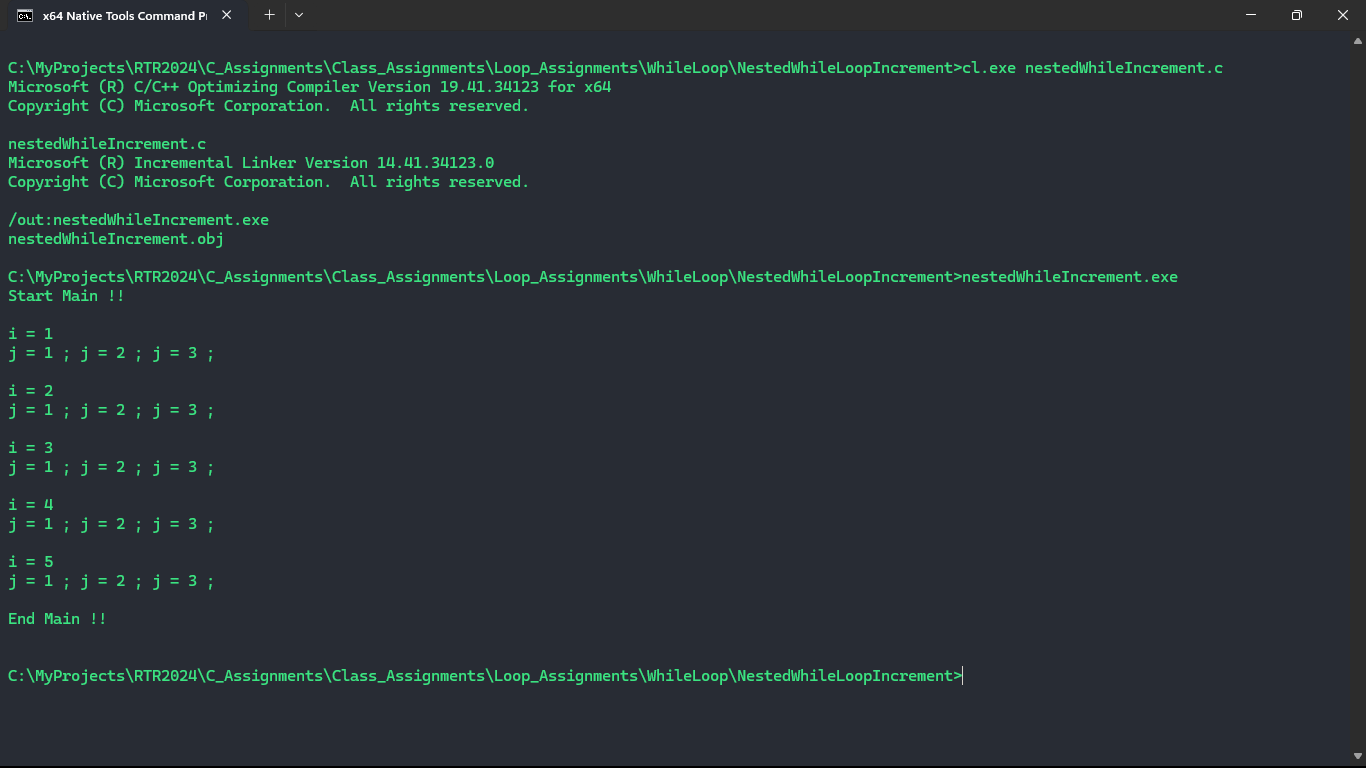 x64 Native Tools Command P
C:\MyProjects\RTR2024\C_Assignments\Class_Assignments\Loop_Assignments\WhileLoop\NestedWhileLoopIncrement>cl.exe nestedWhileIncrement.c
Microsoft (R) C/C++ Optimizing Compiler Version 19.41.34123 for x64
Copyright (C) Microsoft Corporation.  All rights reserved.
nestedWhileIncrement.c
Microsoft (R) Incremental Linker Version 14.41.34123.0
Copyright (C) Microsoft Corporation.  All rights reserved.
/out:nestedWhileIncrement.exe
nestedWhileIncrement.obj
C:\MyProjects\RTR2024\C_Assignments\Class_Assignments\Loop_Assignments\WhileLoop\NestedWhileLoopIncrement>nestedWhileIncrement.exe
Start Main !!
i = 1
j = 1 ; j = 2 ; j = 3 ;
i = 2
j = 1 ; j = 2 ; j = 3 ;
i = 3
j = 1 ; j = 2 ; j = 3 ;
i = 4
j = 1 ; j = 2 ; j = 3 ;
i = 5
j = 1 ; j = 2 ; j = 3 ;
End Main !!
C:\MyProjects\RTR2024\C_Assignments\Class_Assignments\Loop_Assignments\WhileLoop\NestedWhileLoopIncrement>